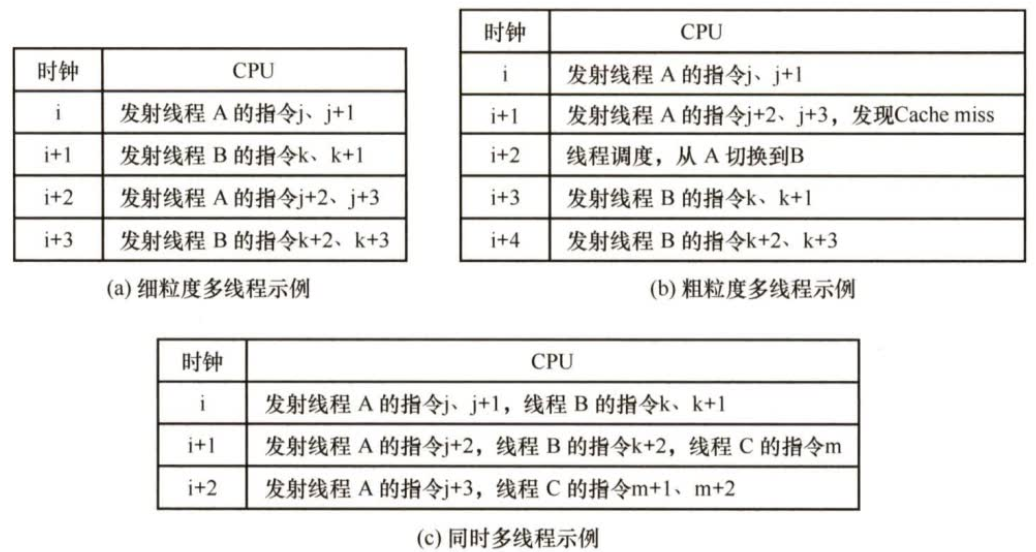 时钟 CPU
i 发射线程 A 的指令j、j+1
i+1 发射线程 B 的指令k、k+1
i+2 发射线程 A 的指令j+2、j+3
i+3 发射线程 B 的指令k+2、k+3
(a) 细粒度多线程示例
时钟 CPU
i 发射线程 A 的指令j、j+1
i+1 发射线程 A 的指令j+2、j+3，发现Cache miss
i+2 线程调度，从 A 切换到B
i+3 发射线程 B 的指令k、k+1
i+4 发射线程 B 的指令k+2、k+3
(b) 粗粒度多线程示例
时钟 CPU
i 发射线程 A 的指令j、j+1，线程 B 的指令k、k+1
i+1 发射线程 A 的指令j+2，线程 B 的指令k+2，线程 C 的指令m
i+2 发射线程 A 的指令j+3，线程 C 的指令m+1、m+2
(c) 同时多线程示例